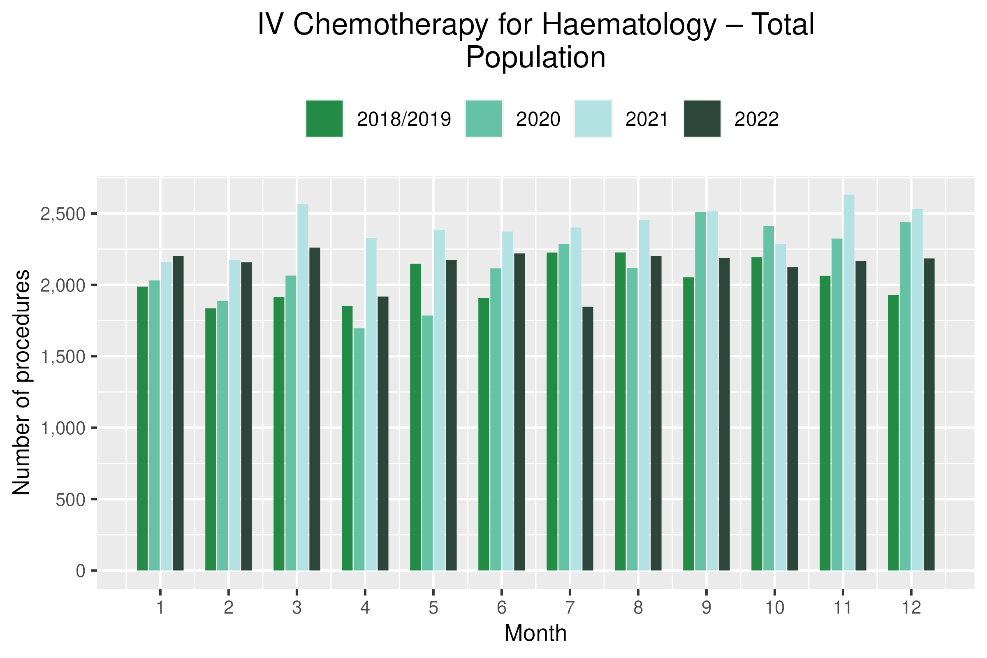 IV Chemotherapy for Haematology – Total
Population
2018/2019 2020 2021 2022
Number of procedures
2,500
2,000
1,500
1,000
500
0
1 2 3 4 5 6 7 8 9 10 11 12
Month